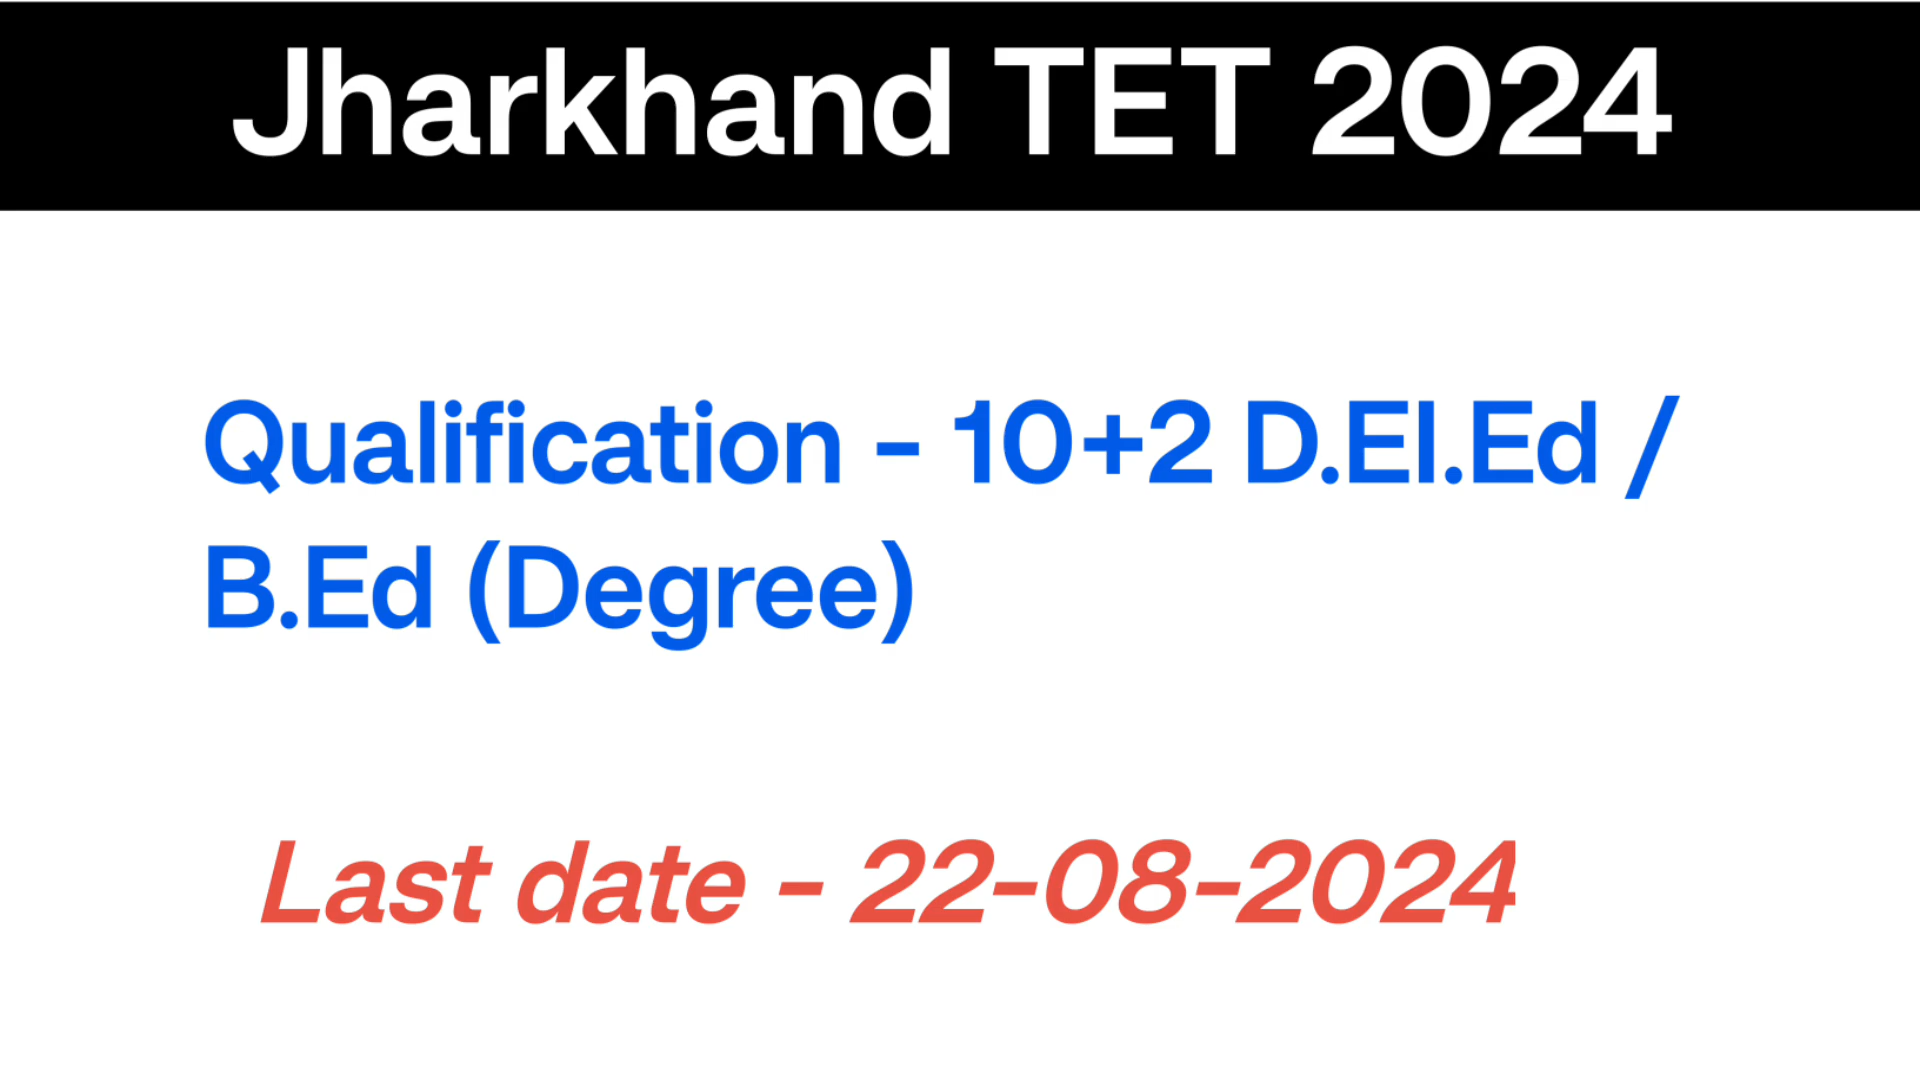 Jharkhand TET 2024
Qualification - 10+2 D.El.Ed /
B.Ed (Degree)
Last date - 22-08-2024